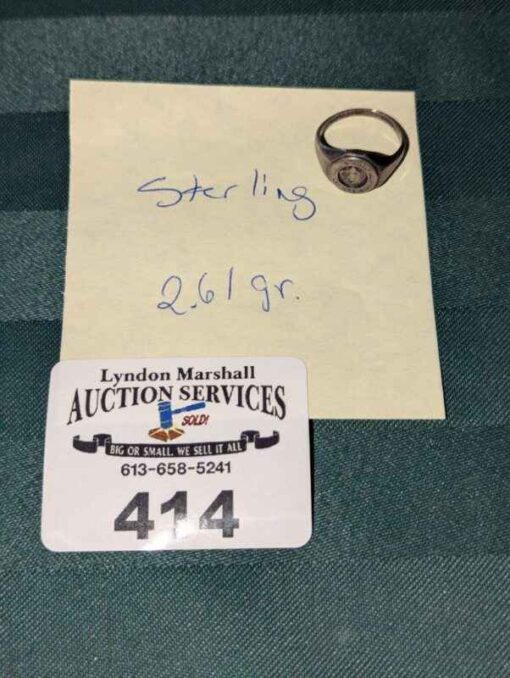 Sterling
2.61 gr.
Lyndon Marshall
AUCTION SERVICES
SOLD!
BIG OR SMALL, WE SELL IT ALL
613-658-5241
414